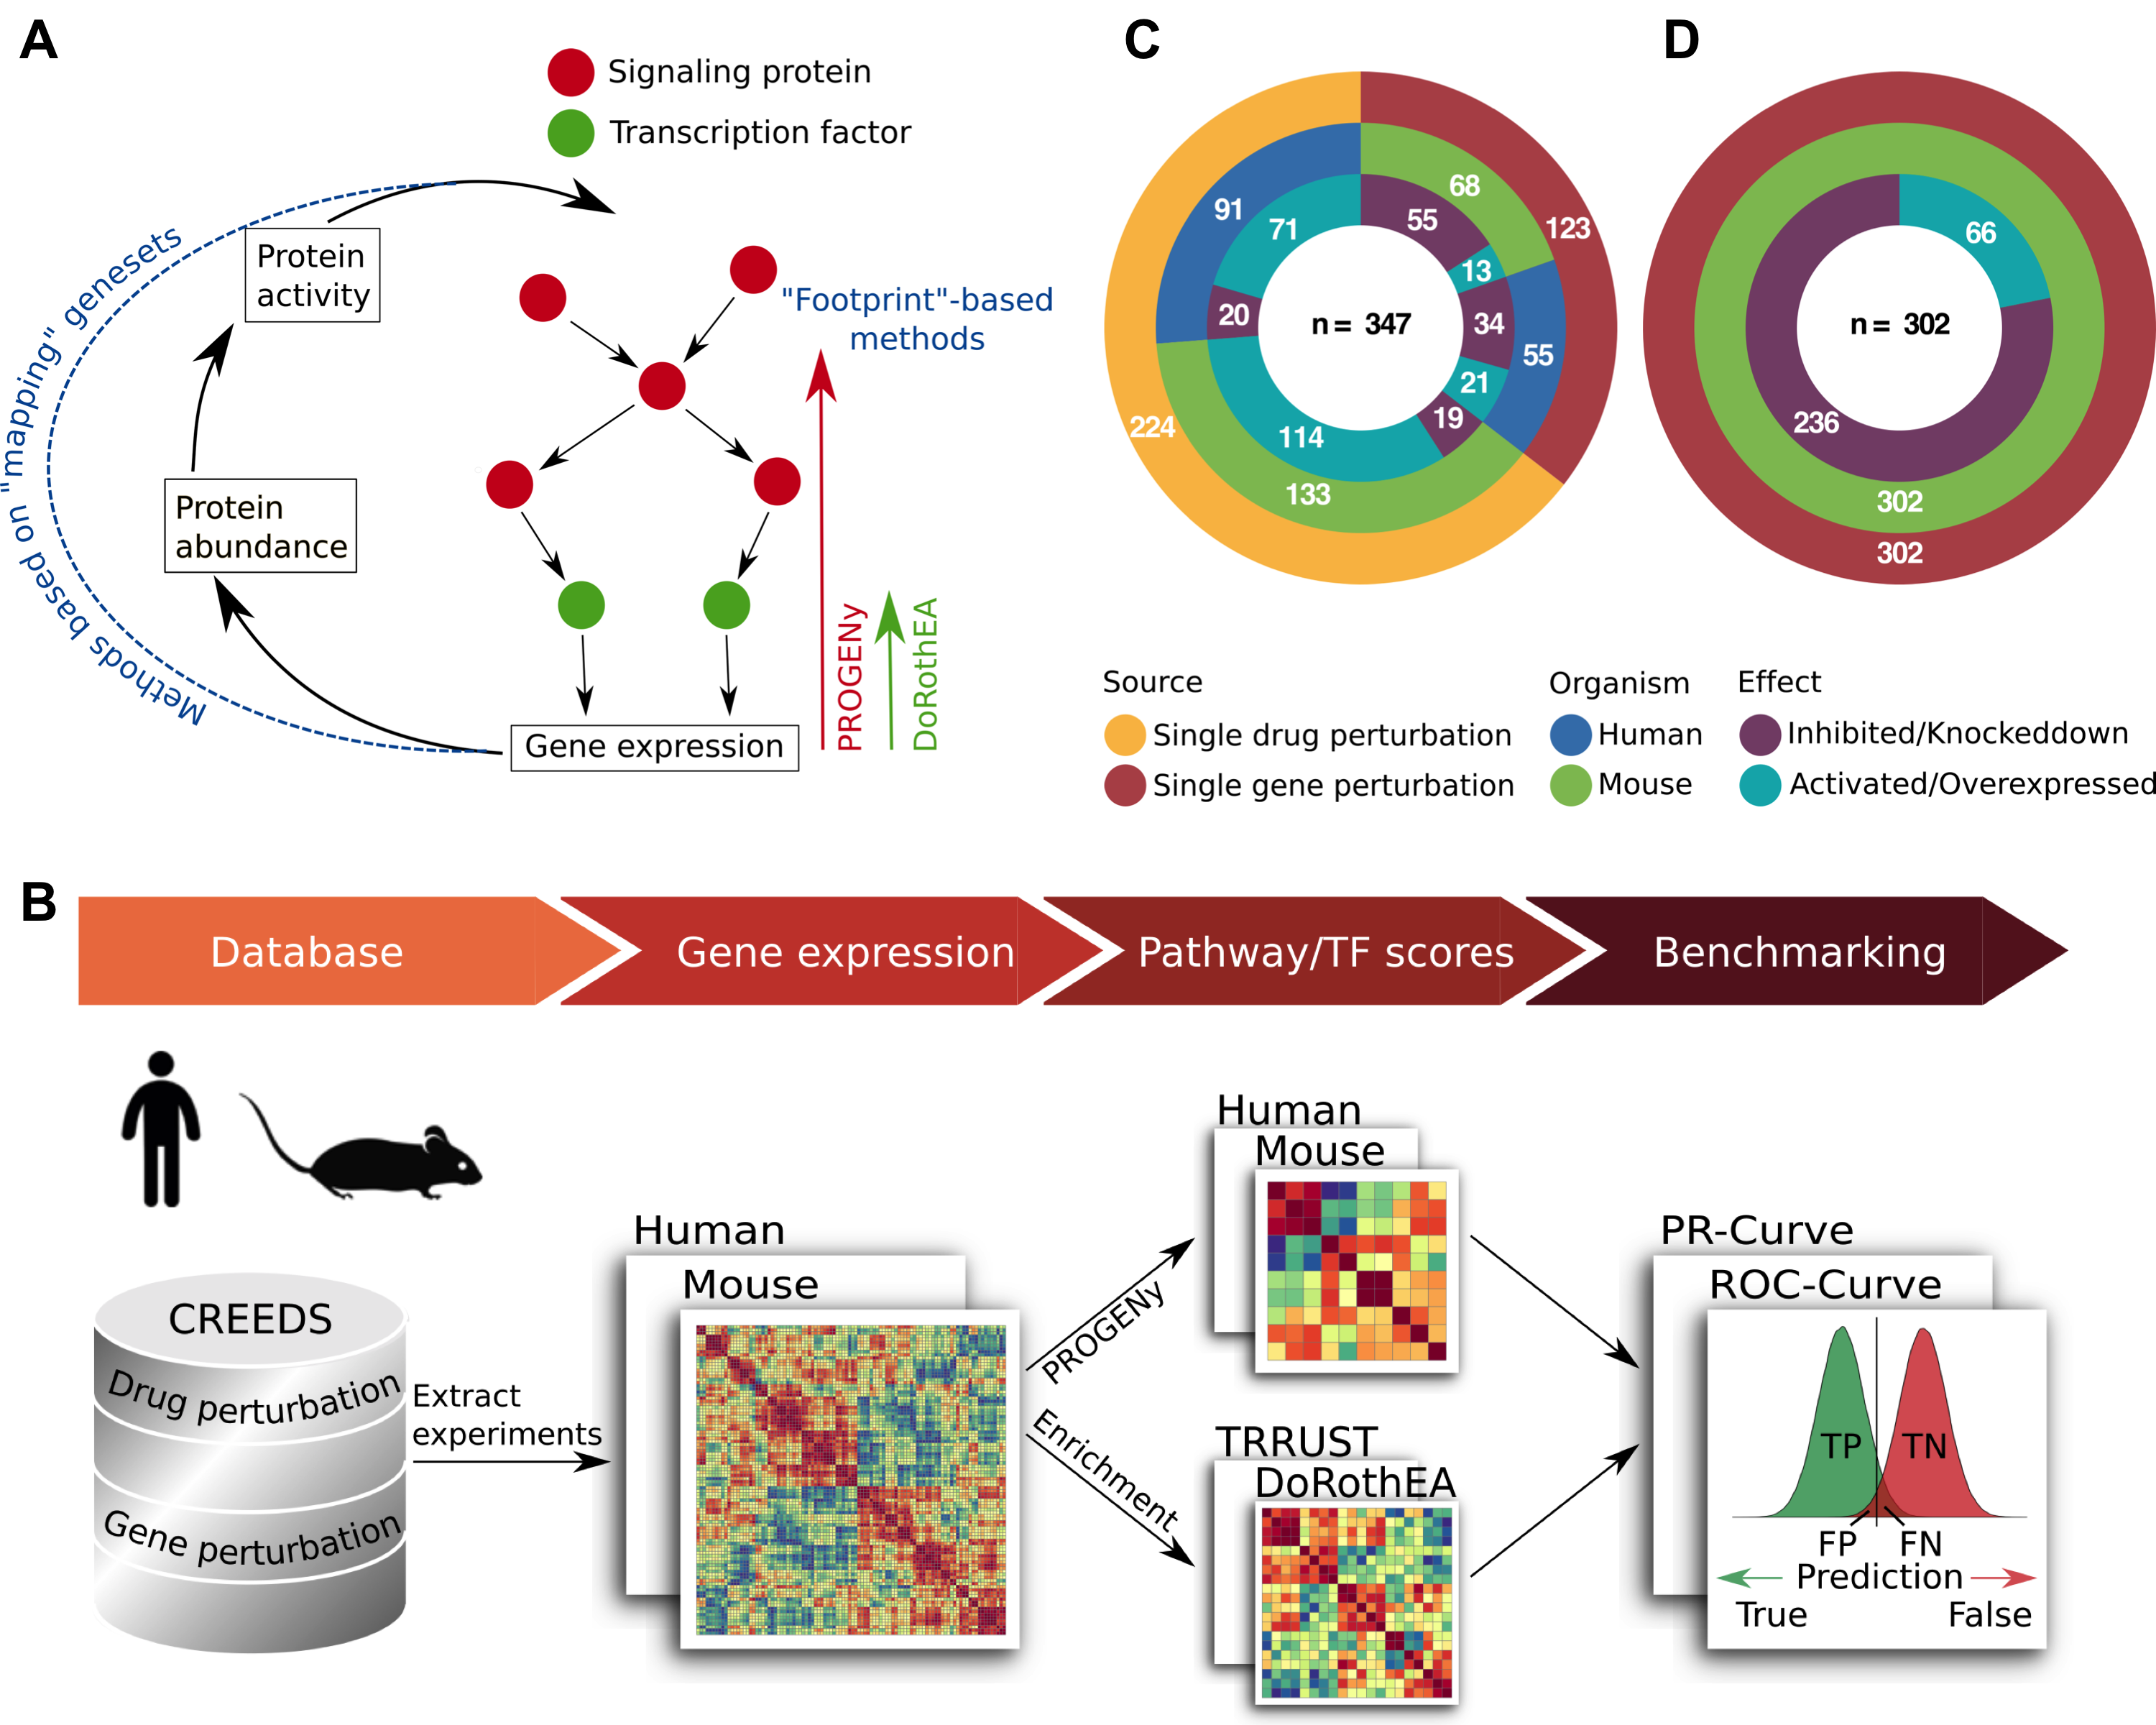 A
Signaling protein
Transcription factor
Methods based on "mapping" genesets
Protein
activity
Protein
abundance
"Footprint"-based
methods
PROGENy
DoRothEA
Gene expression
C
91
71
68
55
123
13
20
n = 347
34
55
21
19
224
114
133
D
66
n = 302
236
302
302
Source
Single drug perturbation
Single gene perturbation
Organism
Human
Mouse
Effect
Inhibited/Knockeddown
Activated/Overexpressed
B
Database
Gene expression
Pathway/TF scores
Benchmarking
CREEDS
Drug perturbation
Gene perturbation
Extract
experiments
Human
Mouse
PROGENy
Enrichment
Human
Mouse
TRRUST
DoRothEA
PR-Curve
ROC-Curve
TP
TN
FP
FN
Prediction
True
False